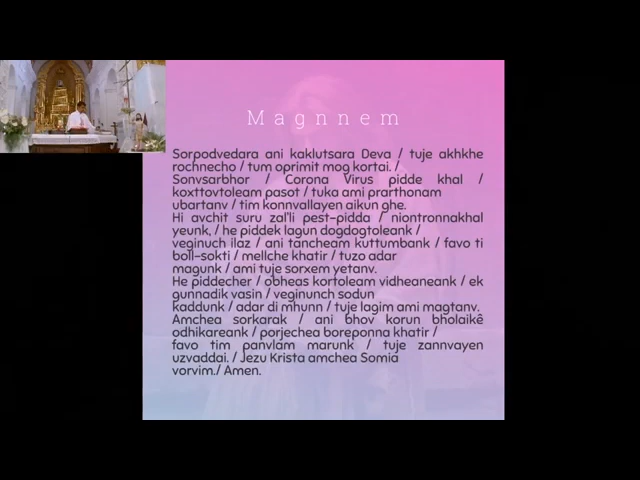 Magnnem
Sorpodvedara ani kaklutsara Deva / tuje akhkhe
rochnecho / tum oprimit mog kortai. /
Sonvsarbhor / Corona Virus pidde khal /
koxttovtoleam pasot / tuka ami prarthonam
ubartanv / tim konnvallayen aikun ghe.
Hi avchit suru zal'li pest-pidda / niontronnakhal
yeunk, / he piddek lagun dogdogtoleank /
veginuch ilaz / ani tancheam kuttumbank / favo ti
boll-sokti / mellche khatir / tuzo adar
magunk / ami tuje sorxem yetanv.
He piddecher / obheas kortoleam vidheaneank / ek
gunnadik vasin / veginunch sodun
kaddunk / adar di mhunn / tuje lagim ami magtanv.
Amchea sorkarak / ani bhov korun bholaikê
odhikareank / porjechea boreponna khatir /
favo tim panvlam marunk / tuje zannvayen
uzvaddai. / Jezu Krista amchea Somia
vorvim./ Amen.